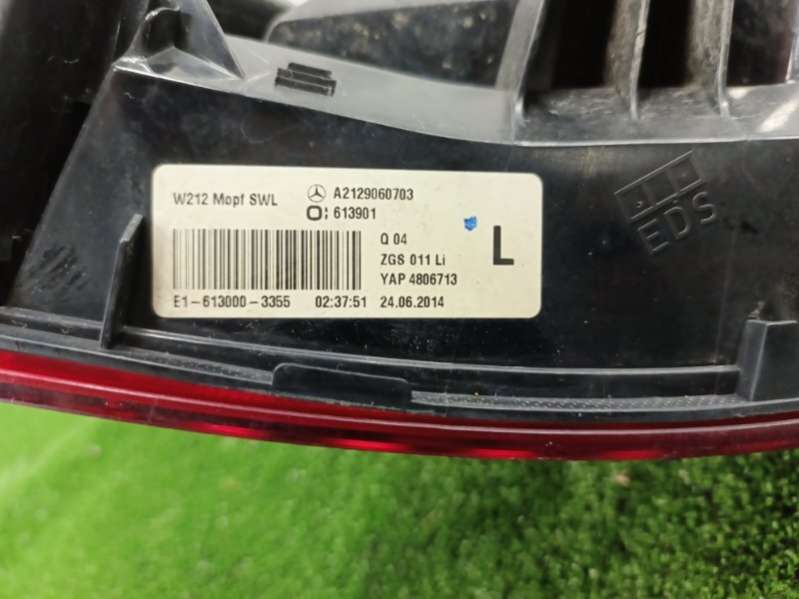 W212 Mopf SWL
A2129060703
613901
Q 04
L
ZGS 011 Li
YAP 4806713
E1-613000-3355 02:37:51 24.06.2014
EDS